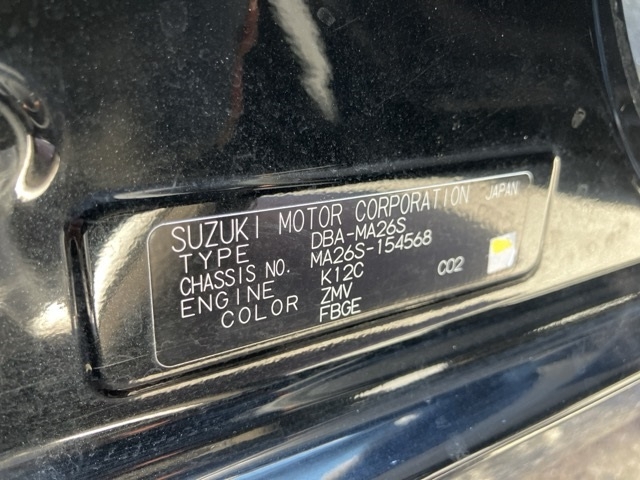 SUZUKI MOTOR CORPORATION JAPAN
TYPE DBA-MA26S
CHASSIS NO. MA26S-154568
ENGINE K12C C02
COLOR ZMV
FBGE